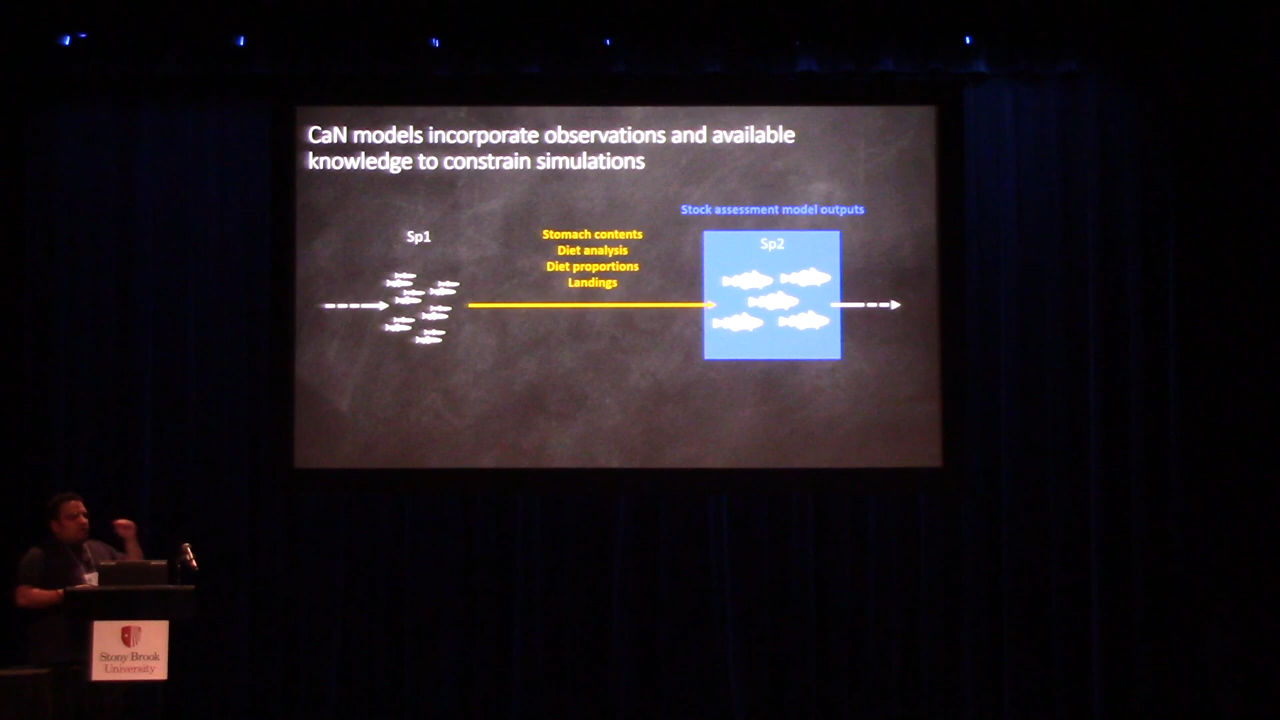 CaN models incorporate observations and available
knowledge to constrain simulations
Stock assessment model outputs
Sp1
Stomach contents
Diet analysis
Diet proportions
Landings
Sp2
Stony Brook
University